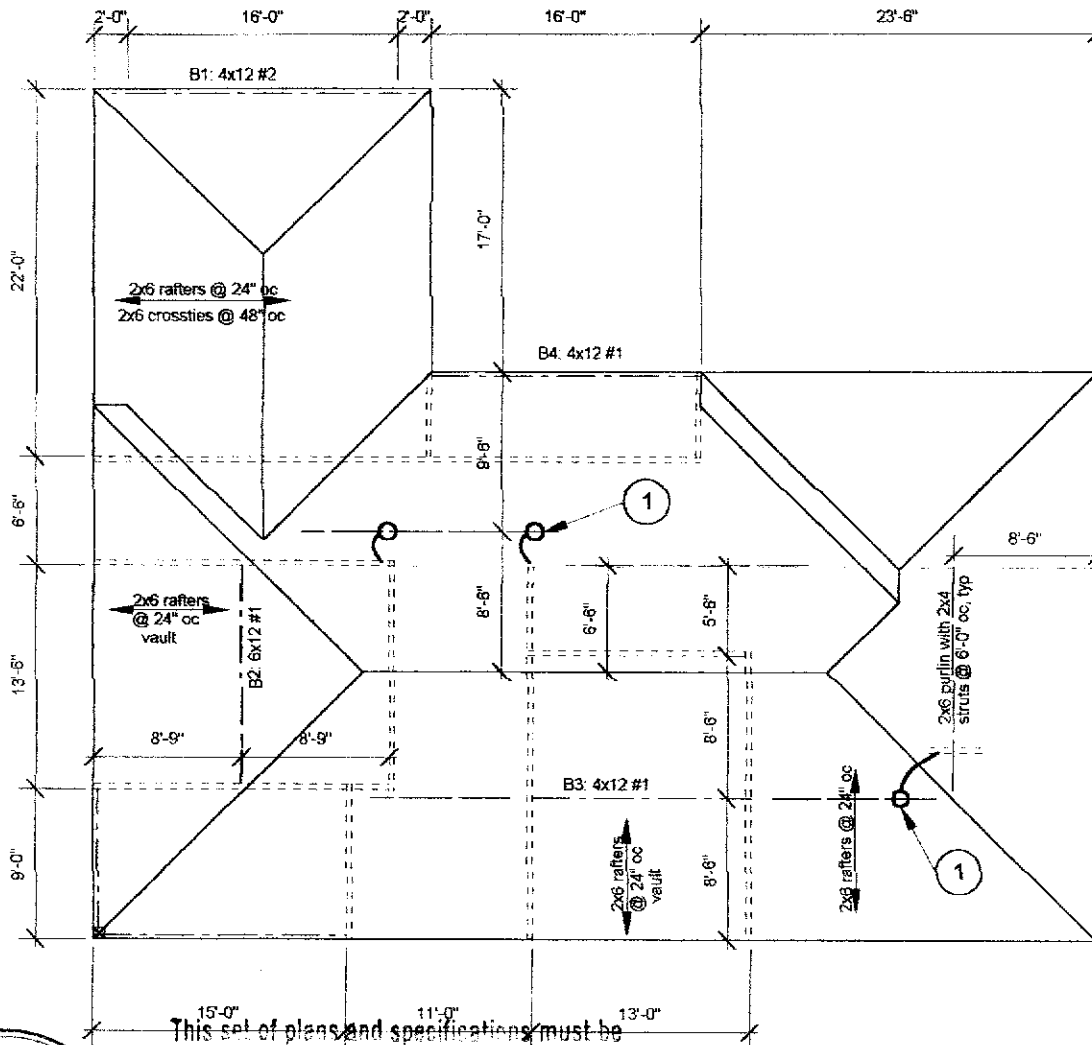 2'-0" 16'-0" 2'-0" 16'-0" 23'-6"
B1: 4x12 #2
22'-0"
17'-0"
2x6 rafters @ 24" oc
2x6 crossties @ 48" oc
B4: 4x12 #1
9'-6"
1
6'-6"
8'-6"
2x6 rafters
@ 24" oc
vault
B2: 6x12 #1
13'-6"
8'-6"
6'-6"
5'-6"
2x6 purlin with 2x4
struts @ 6'-0" oc, typ
8'-9" 8'-9"
8'-6"
B3: 4x12 #1
9'-0"
2x6 rafters
@ 24" oc
vault
8'-6"
2x6 rafters @ 24" oc
1
15'-0" 11'-0" 13'-0"
This set of plans and specifications must be